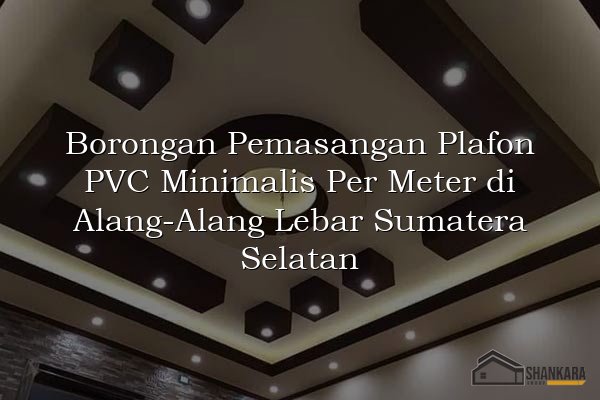 Borongan Pemasangan Plafon
PVC Minimalis Per Meter di
Alang-Alang Lebar Sumatera
Selatan
SHANKARA